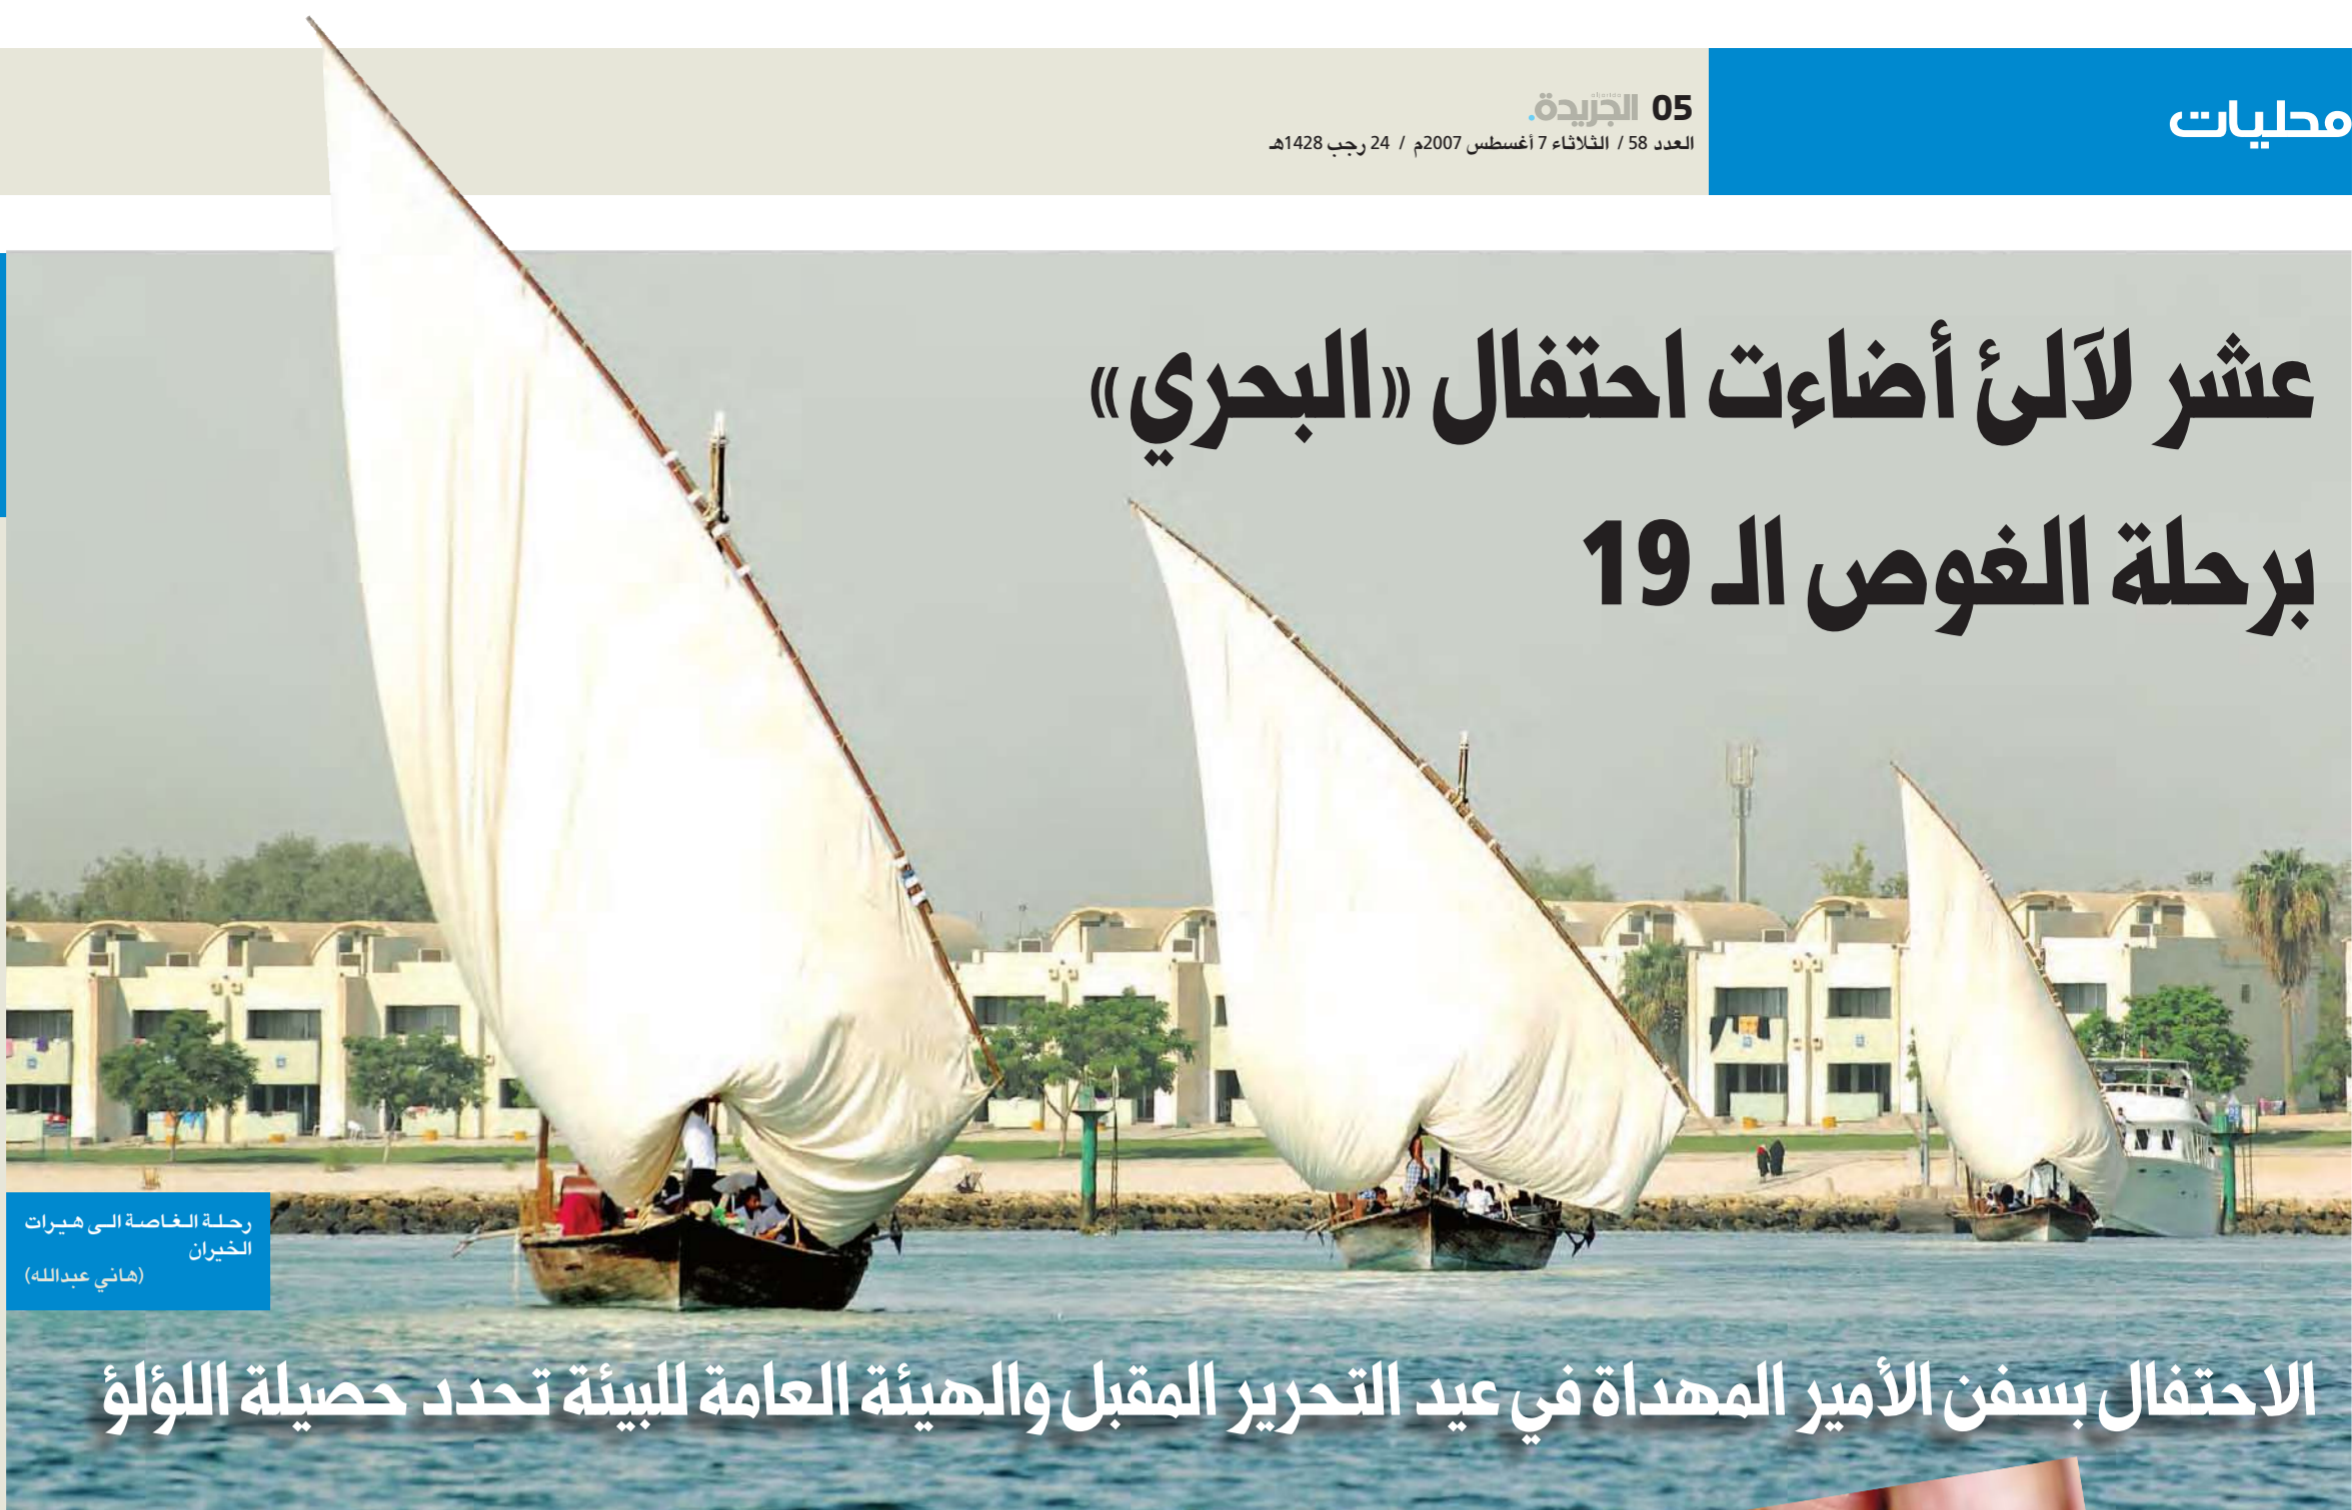 محليات
05 الجريدة.
العدد 58 / الثلاثاء 7 أغسطس 2007م / 24 رجب 1428هـ
عشر لآلئ أضاءت احتفال «البحري»
برحلة الغوص الـ 19
رحلة الغاصة الى هيرات
الخيران
(هاني عبدالله)
الاحتفال بسفن الأمير المهداة في عيد التحرير المقبل والهيئة العامة للبيئة تحدد حصيلة اللؤلؤ